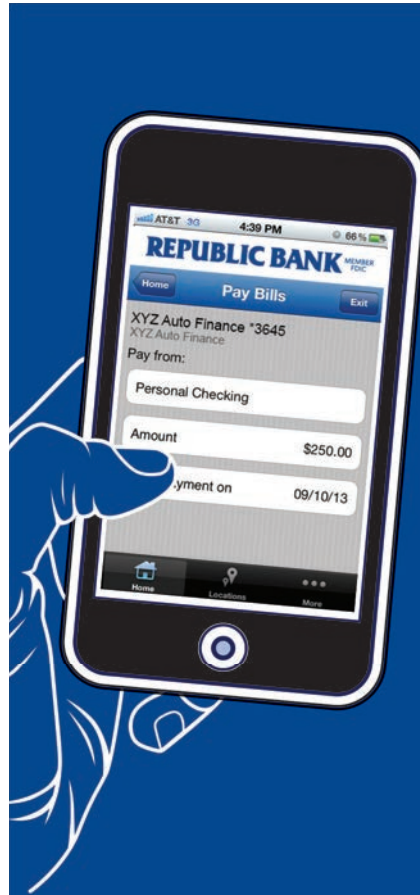 AT&T 3G 4:39 PM 66%
REPUBLIC BANK MEMBER FDIC
Home Pay Bills Exit
XYZ Auto Finance *3645
XYZ Auto Finance
Pay from:
Personal Checking
Amount $250.00
yment on 09/10/13
Home Locations More